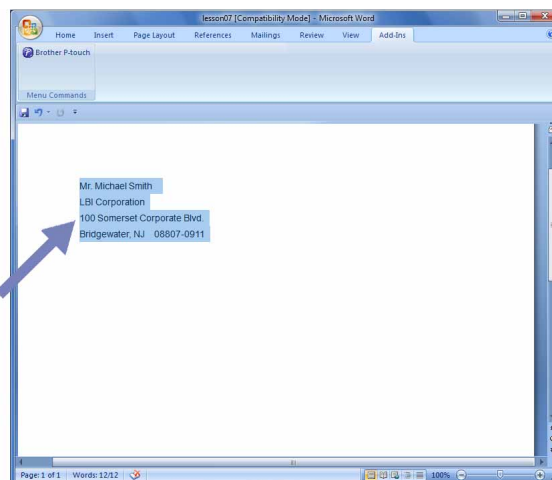 lesson07 [Compatibility Mode] - Microsoft Word
Home Insert Page Layout References Mailings Review View Add-Ins
Brother P-touch
Menu Commands
Mr. Michael Smith
LBI Corporation
100 Somerset Corporate Blvd.
Bridgewater, NJ 08807-0911
Page: 1 of 1 Words: 12/12 100%